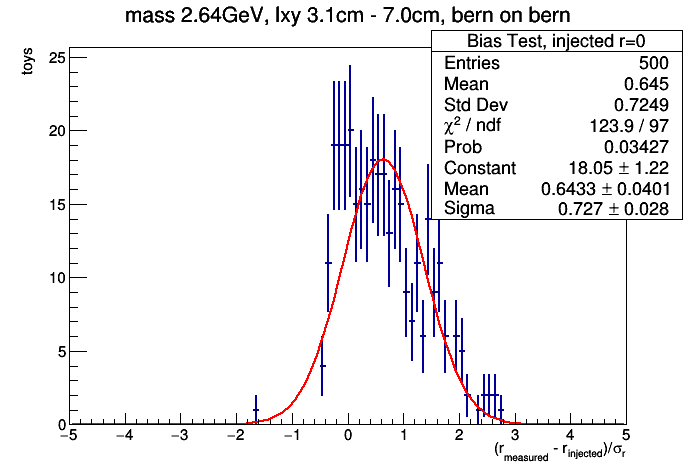 mass 2.64GeV, lxy 3.1cm - 7.0cm, bern on bern
Bias Test, injected r=0
Entries 500
Mean 0.645
Std Dev 0.7249
χ² / ndf 123.9 / 97
Prob 0.03427
Constant 18.05 ± 1.22
Mean 0.6433 ± 0.0401
Sigma 0.727 ± 0.028
toys
25
20
15
10
5
0
−5 −4 −3 −2 −1 0 1 2 3 4 5
(r_measured - r_injected)/σ_r